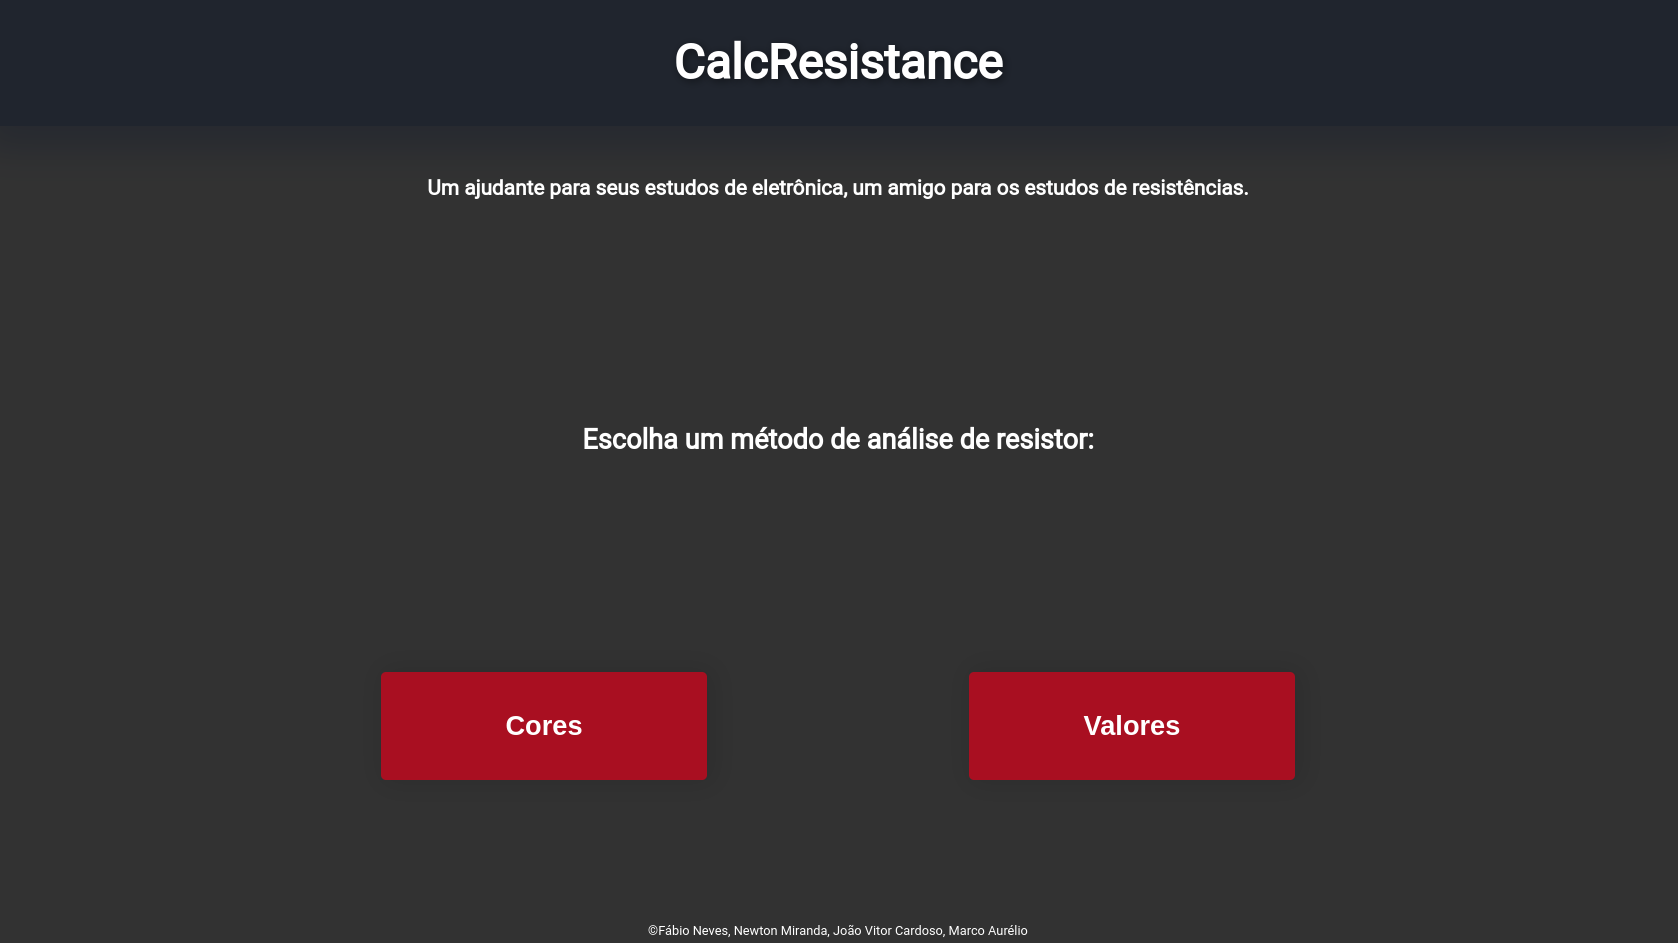 CalcResistance
Um ajudante para seus estudos de eletrônica, um amigo para os estudos de resistências.
Escolha um método de análise de resistor:
Cores
Valores
©Fábio Neves, Newton Miranda, João Vitor Cardoso, Marco Aurélio